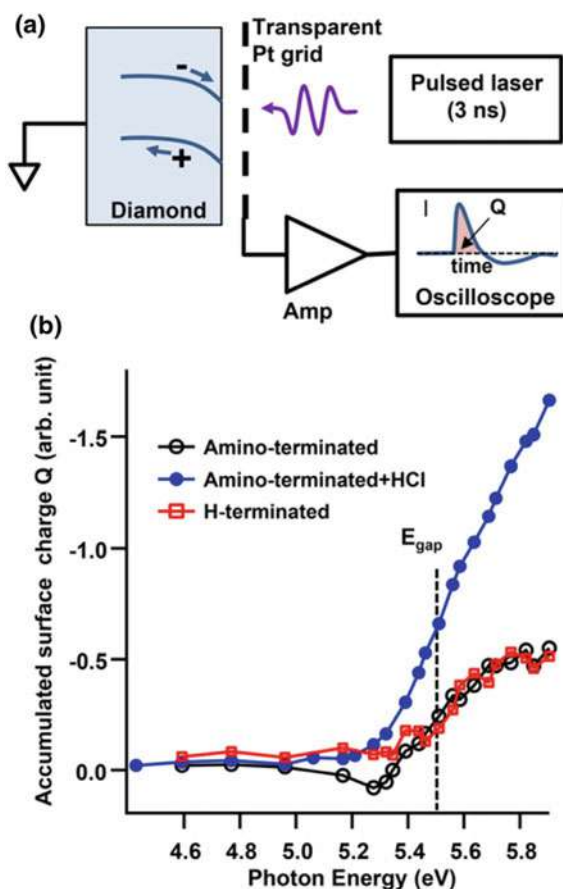 (a)
Transparent
Pt grid
Pulsed laser
(3 ns)
-
+
Diamond
Amp
I
Q
time
Oscilloscope
(b)
Accumulated surface charge Q (arb. unit)
-1.5
-1.0
-0.5
0.0
Amino-terminated
Amino-terminated+HCl
H-terminated
Egap
4.6 4.8 5.0 5.2 5.4 5.6 5.8
Photon Energy (eV)